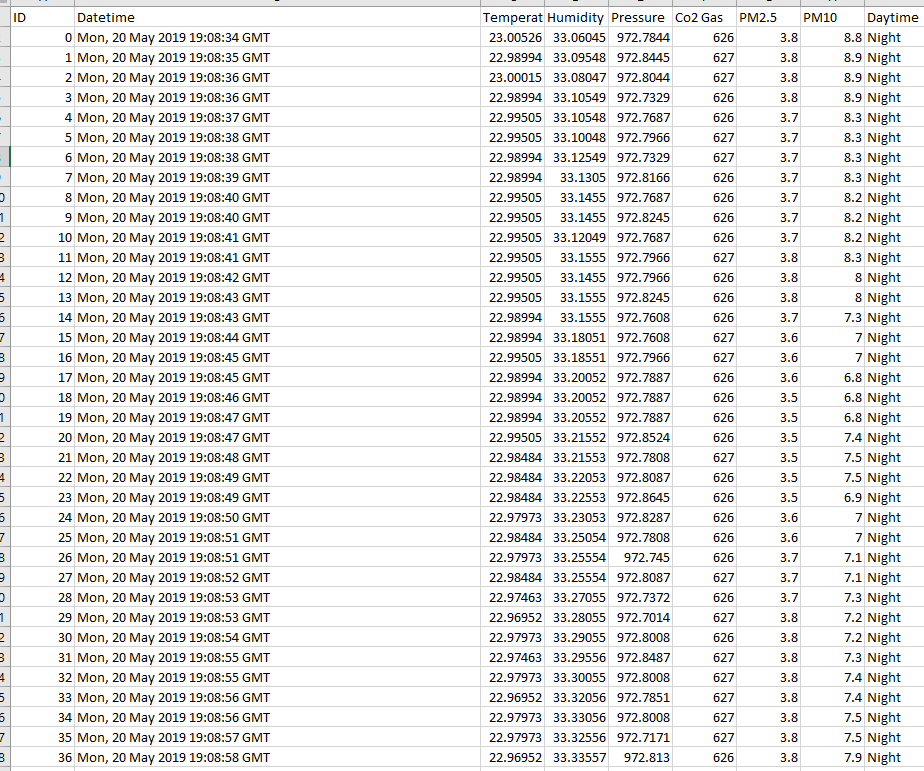 ID Datetime Temperat Humidity Pressure Co2 Gas PM2.5 PM10 Daytime
0 Mon, 20 May 2019 19:08:34 GMT 23.00526 33.06045 972.7844 626 3.8 8.8 Night
1 Mon, 20 May 2019 19:08:35 GMT 22.98994 33.09548 972.8445 627 3.8 8.9 Night
2 Mon, 20 May 2019 19:08:36 GMT 23.00015 33.08047 972.8044 627 3.8 8.9 Night
3 Mon, 20 May 2019 19:08:36 GMT 22.98994 33.10549 972.7329 626 3.8 8.9 Night
4 Mon, 20 May 2019 19:08:37 GMT 22.99505 33.10548 972.7687 626 3.7 8.3 Night
5 Mon, 20 May 2019 19:08:38 GMT 22.99505 33.10048 972.7966 627 3.7 8.3 Night
6 Mon, 20 May 2019 19:08:38 GMT 22.98994 33.12549 972.7329 627 3.7 8.3 Night
7 Mon, 20 May 2019 19:08:39 GMT 22.98994 33.1305 972.8166 627 3.7 8.3 Night
8 Mon, 20 May 2019 19:08:40 GMT 22.99505 33.1455 972.7687 626 3.7 8.2 Night
9 Mon, 20 May 2019 19:08:40 GMT 22.99505 33.1455 972.8245 626 3.7 8.2 Night
10 Mon, 20 May 2019 19:08:41 GMT 22.99505 33.12049 972.7687 626 3.7 8.2 Night
11 Mon, 20 May 2019 19:08:41 GMT 22.99505 33.1555 972.7966 627 3.8 8.3 Night
12 Mon, 20 May 2019 19:08:42 GMT 22.99505 33.1455 972.7966 626 3.8 8 Night
13 Mon, 20 May 2019 19:08:43 GMT 22.99505 33.1555 972.8245 626 3.8 8 Night
14 Mon, 20 May 2019 19:08:43 GMT 22.98994 33.1555 972.7608 626 3.7 7.3 Night
15 Mon, 20 May 2019 19:08:44 GMT 22.98994 33.18051 972.7608 627 3.6 7 Night
16 Mon, 20 May 2019 19:08:45 GMT 22.99505 33.18551 972.7966 627 3.6 7 Night
17 Mon, 20 May 2019 19:08:45 GMT 22.98994 33.20052 972.7887 626 3.6 6.8 Night
18 Mon, 20 May 2019 19:08:46 GMT 22.98994 33.20052 972.7887 626 3.5 6.8 Night
19 Mon, 20 May 2019 19:08:47 GMT 22.98994 33.20552 972.7887 626 3.5 6.8 Night
20 Mon, 20 May 2019 19:08:47 GMT 22.99505 33.21552 972.8524 626 3.5 7.4 Night
21 Mon, 20 May 2019 19:08:48 GMT 22.98484 33.21553 972.7808 627 3.5 7.5 Night
22 Mon, 20 May 2019 19:08:49 GMT 22.98484 33.22053 972.8087 626 3.5 7.5 Night
23 Mon, 20 May 2019 19:08:49 GMT 22.98484 33.22553 972.8645 626 3.5 6.9 Night
24 Mon, 20 May 2019 19:08:50 GMT 22.97973 33.23053 972.8287 626 3.6 7 Night
25 Mon, 20 May 2019 19:08:51 GMT 22.98484 33.25054 972.7808 626 3.6 7 Night
26 Mon, 20 May 2019 19:08:51 GMT 22.97973 33.25554 972.745 626 3.7 7.1 Night
27 Mon, 20 May 2019 19:08:52 GMT 22.98484 33.25554 972.8087 627 3.7 7.1 Night
28 Mon, 20 May 2019 19:08:53 GMT 22.97463 33.27055 972.7372 626 3.7 7.3 Night
29 Mon, 20 May 2019 19:08:53 GMT 22.96952 33.28055 972.7014 627 3.8 7.2 Night
30 Mon, 20 May 2019 19:08:54 GMT 22.97973 33.29055 972.8008 626 3.8 7.2 Night
31 Mon, 20 May 2019 19:08:55 GMT 22.97463 33.29556 972.8487 627 3.8 7.3 Night
32 Mon, 20 May 2019 19:08:55 GMT 22.97973 33.30055 972.8008 627 3.8 7.4 Night
33 Mon, 20 May 2019 19:08:56 GMT 22.96952 33.32056 972.7851 627 3.8 7.4 Night
34 Mon, 20 May 2019 19:08:56 GMT 22.97973 33.33056 972.8008 627 3.8 7.5 Night
35 Mon, 20 May 2019 19:08:57 GMT 22.97973 33.32556 972.7171 627 3.8 7.5 Night
36 Mon, 20 May 2019 19:08:58 GMT 22.96952 33.33557 972.813 626 3.8 7.9 Night